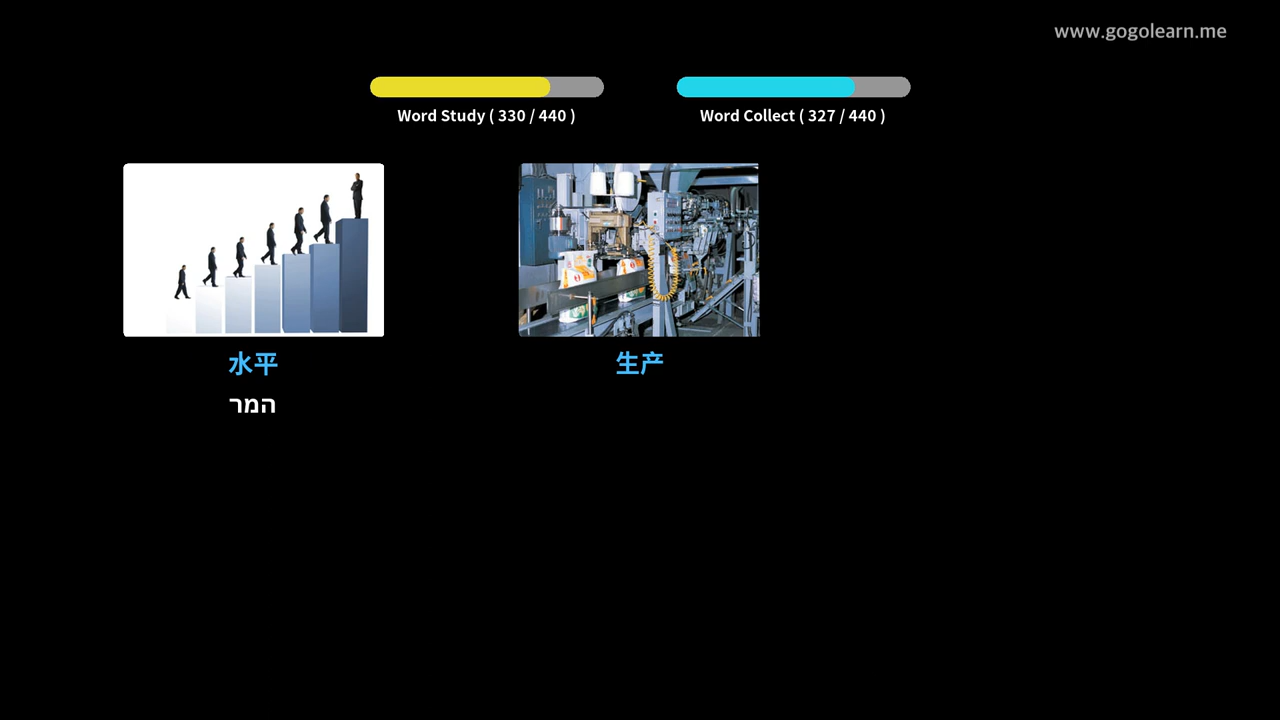 www.gogolearn.me
Word Study ( 330 / 440 )
Word Collect ( 327 / 440 )
水平
המר
生产